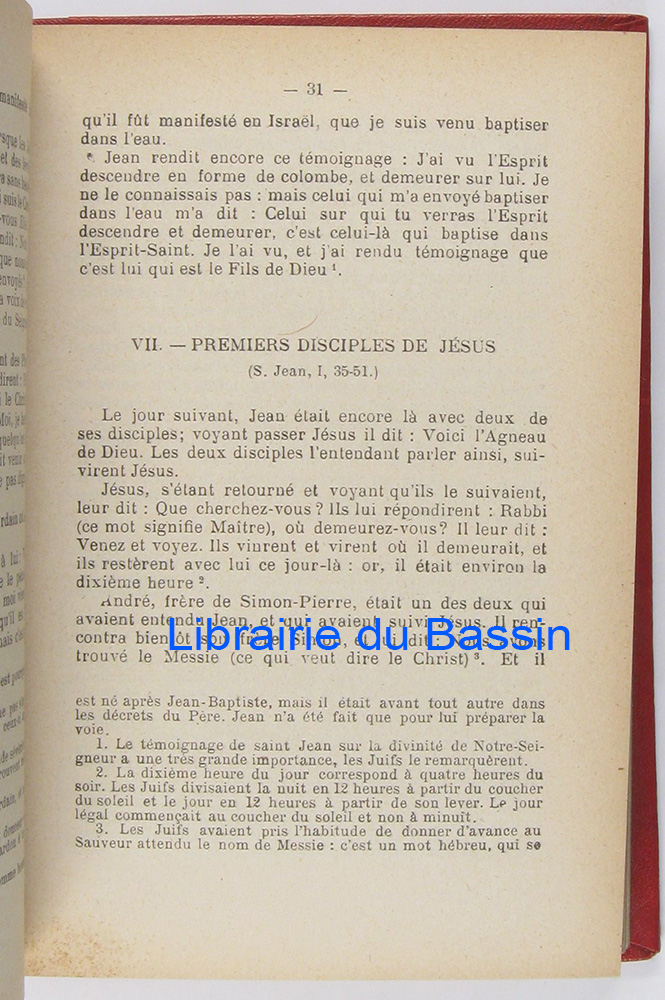 — 31 —
qu'il fût manifesté en Israël, que je suis venu baptiser
dans l'eau.
Jean rendit encore ce témoignage : J'ai vu l'Esprit
descendre en forme de colombe, et demeurer sur lui. Je
ne le connaissais pas : mais celui qui m'a envoyé baptiser
dans l'eau m'a dit : Celui sur qui tu verras l'Esprit
descendre et demeurer, c'est celui-là qui baptise dans
l'Esprit-Saint. Je l'ai vu, et j'ai rendu témoignage que
c'est lui qui est le Fils de Dieu ¹.
VII. — PREMIERS DISCIPLES DE JÉSUS
(S. Jean, I, 35-51.)
Le jour suivant, Jean était encore là avec deux de
ses disciples; voyant passer Jésus il dit : Voici l'Agneau
de Dieu. Les deux disciples l'entendant parler ainsi, sui-
virent Jésus.
Jésus, s'étant retourné et voyant qu'ils le suivaient,
leur dit : Que cherchez-vous ? Ils lui répondirent : Rabbi
(ce mot signifie Maître), où demeurez-vous? Il leur dit :
Venez et voyez. Ils vinrent et virent où il demeurait, et
ils restèrent avec lui ce jour-là : or, il était environ la
dixième heure ².
André, frère de Simon-Pierre, était un des deux qui
avaient entendu Jean, et qui avaient suivi Jésus. Il ren-
contra bientôt son frère Simon, et lui dit : Nous avons
Librairie du Bassin
trouvé le Messie (ce qui veut dire le Christ) ³. Et il
est né après Jean-Baptiste, mais il était avant tout autre dans
les décrets du Père. Jean n'a été fait que pour lui préparer la
voie.
1. Le témoignage de saint Jean sur la divinité de Notre-Sei-
gneur a une très grande importance, les Juifs le remarquèrent.
2. La dixième heure du jour correspond à quatre heures du
soir. Les Juifs divisaient la nuit en 12 heures à partir du coucher
du soleil et le jour en 12 heures à partir de son lever. Le jour
légal commençait au coucher du soleil et non à minuit.
3. Les Juifs avaient pris l'habitude de donner d'avance au
Sauveur attendu le nom de Messie : c'est un mot hébreu, qui se